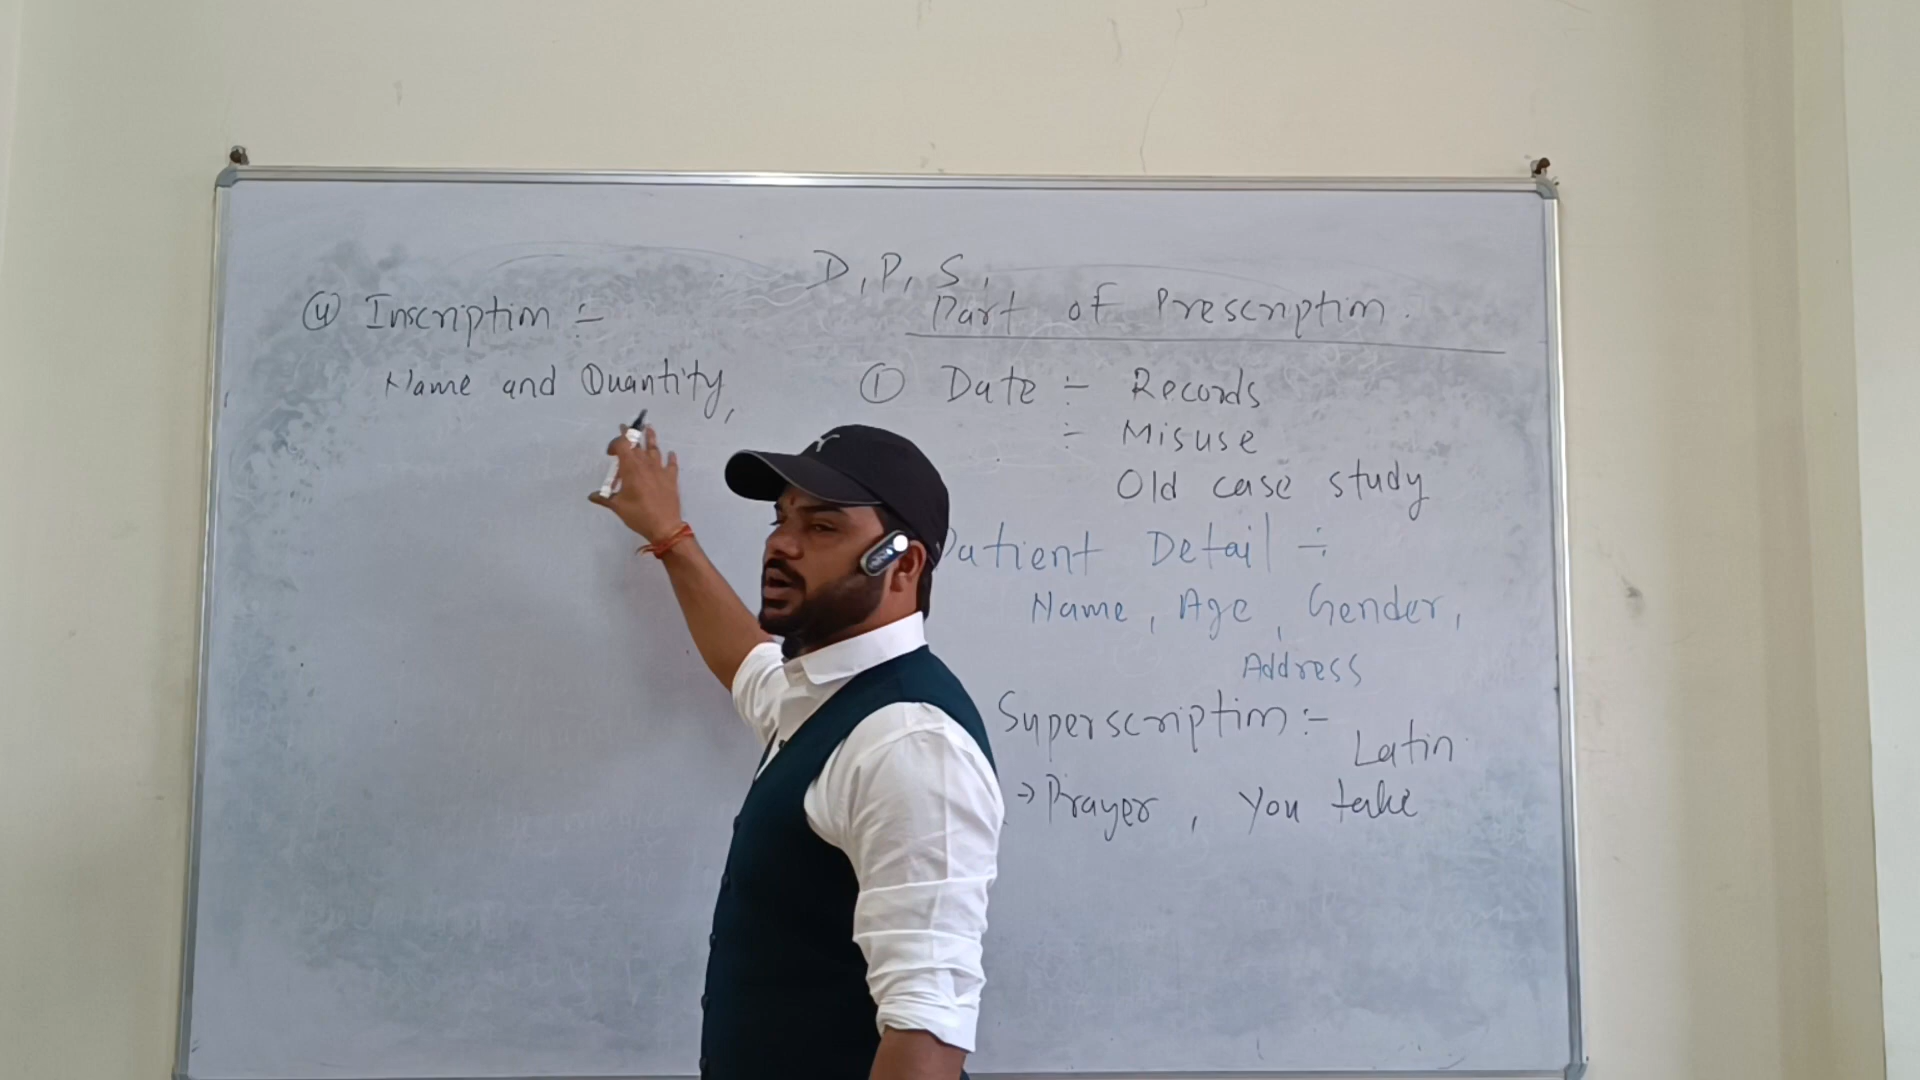 D, P, S,
Part of Prescription.
④ Inscription :-
Name and Quantity,
① Date :- Records
:- Misuse
Old case study
Patient Detail :-
Name, Age, Gender,
Address
Superscription :-
Latin
→ Prayer, You take